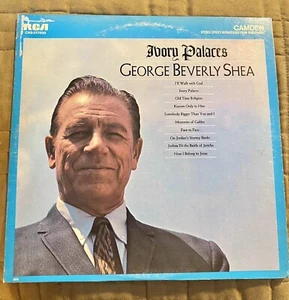 RCA
CAMDEN
Ivory Palaces
GEORGE BEVERLY SHEA
I'll Walk with God
Ivory Palaces
Old Time Religion
Known Only to Him
Somebody Bigger Than You and I
Memories of Galilee
Face to Face
On Jordan's Stormy Banks
Joshua Fit the Battle of Jericho
Now I Belong to Jesus